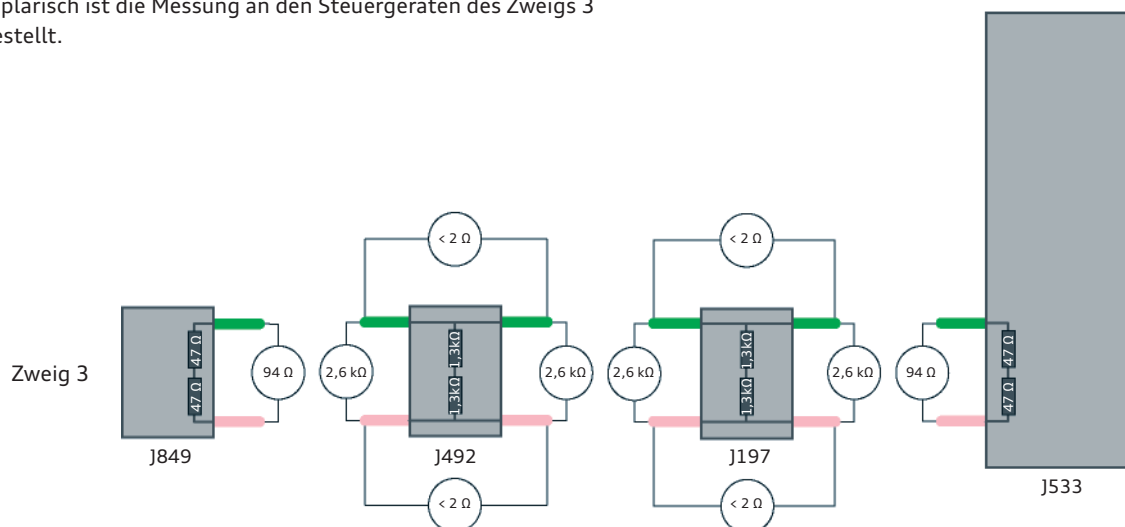 plarisch ist die Messung an den Steuergeräten des Zweigs 3
estellt.
< 2 Ω
< 2 Ω
Zweig 3
47 Ω
47 Ω
94 Ω
2,6 kΩ
1,3kΩ
1,3kΩ
2,6 kΩ
2,6 kΩ
1,3kΩ
1,3kΩ
2,6 kΩ
94 Ω
47 Ω
47 Ω
J849
J492
J197
J533
< 2 Ω
< 2 Ω